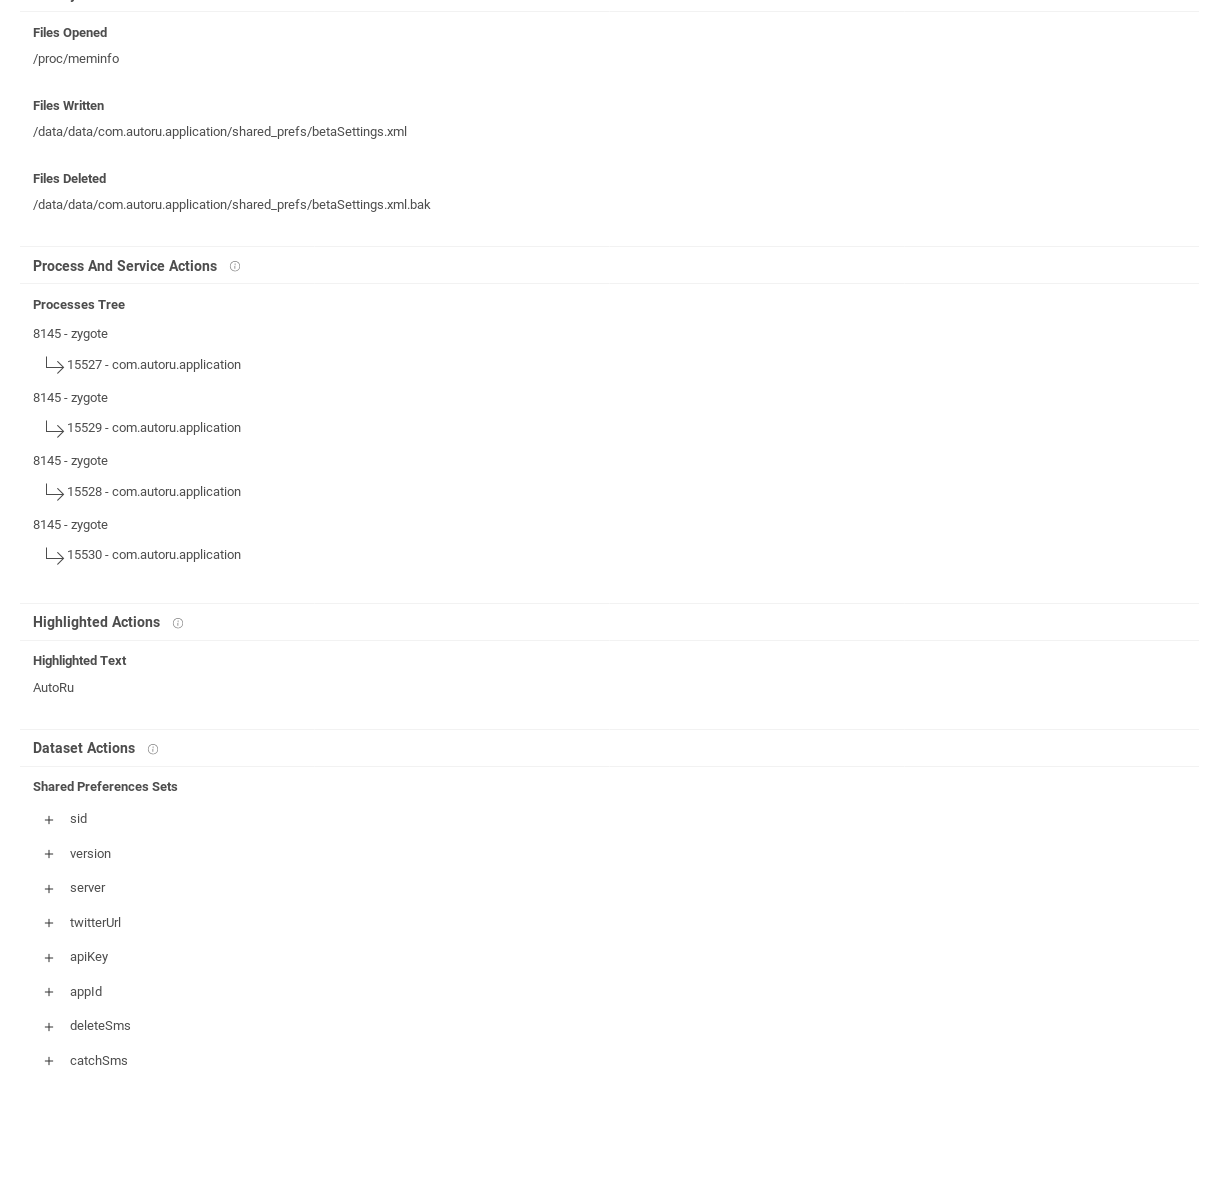 Files Opened
/proc/meminfo
Files Written
/data/data/com.autoru.application/shared_prefs/betaSettings.xml
Files Deleted
/data/data/com.autoru.application/shared_prefs/betaSettings.xml.bak
Process And Service Actions
Processes Tree
8145 - zygote
15527 - com.autoru.application
8145 - zygote
15529 - com.autoru.application
8145 - zygote
15528 - com.autoru.application
8145 - zygote
15530 - com.autoru.application
Highlighted Actions
Highlighted Text
AutoRu
Dataset Actions
Shared Preferences Sets
+ sid
+ version
+ server
+ twitterUrl
+ apiKey
+ appId
+ deleteSms
+ catchSms